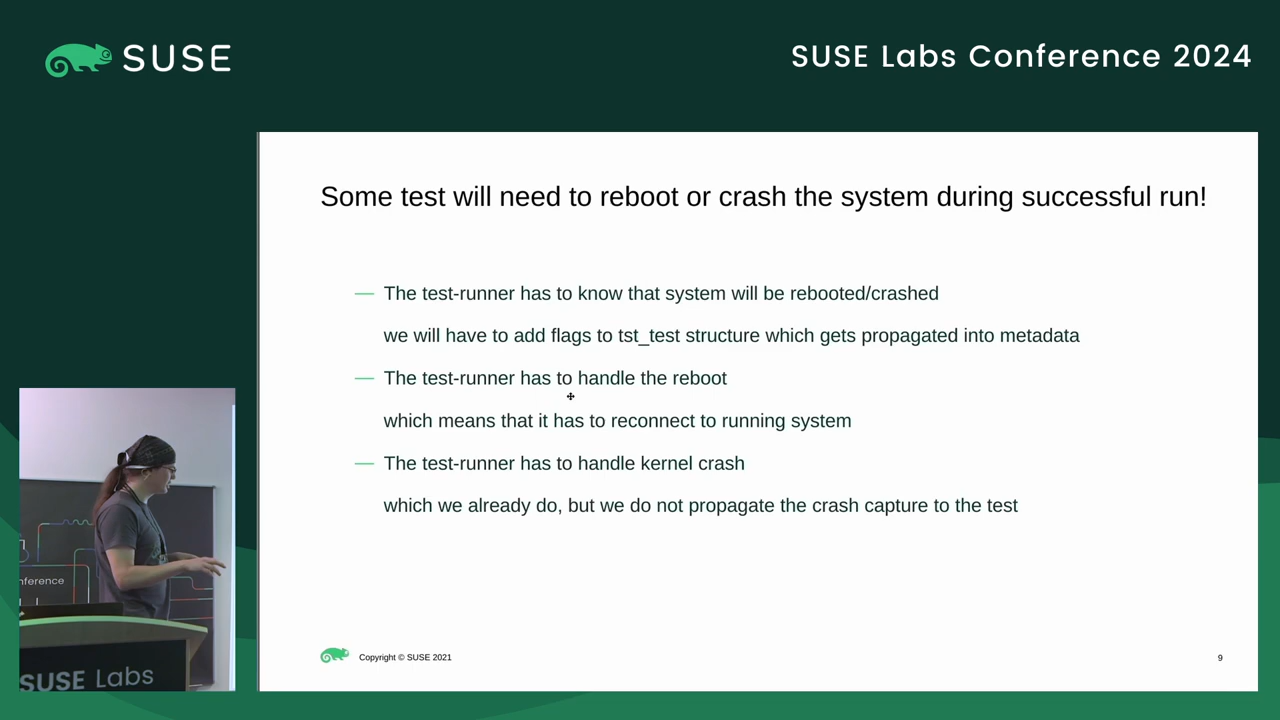 SUSE
SUSE Labs Conference 2024
Some test will need to reboot or crash the system during successful run!
— The test-runner has to know that system will be rebooted/crashed
we will have to add flags to tst_test structure which gets propagated into metadata
— The test-runner has to handle the reboot
which means that it has to reconnect to running system
— The test-runner has to handle kernel crash
which we already do, but we do not propagate the crash capture to the test
nference
SUSE Labs
Copyright © SUSE 2021
9